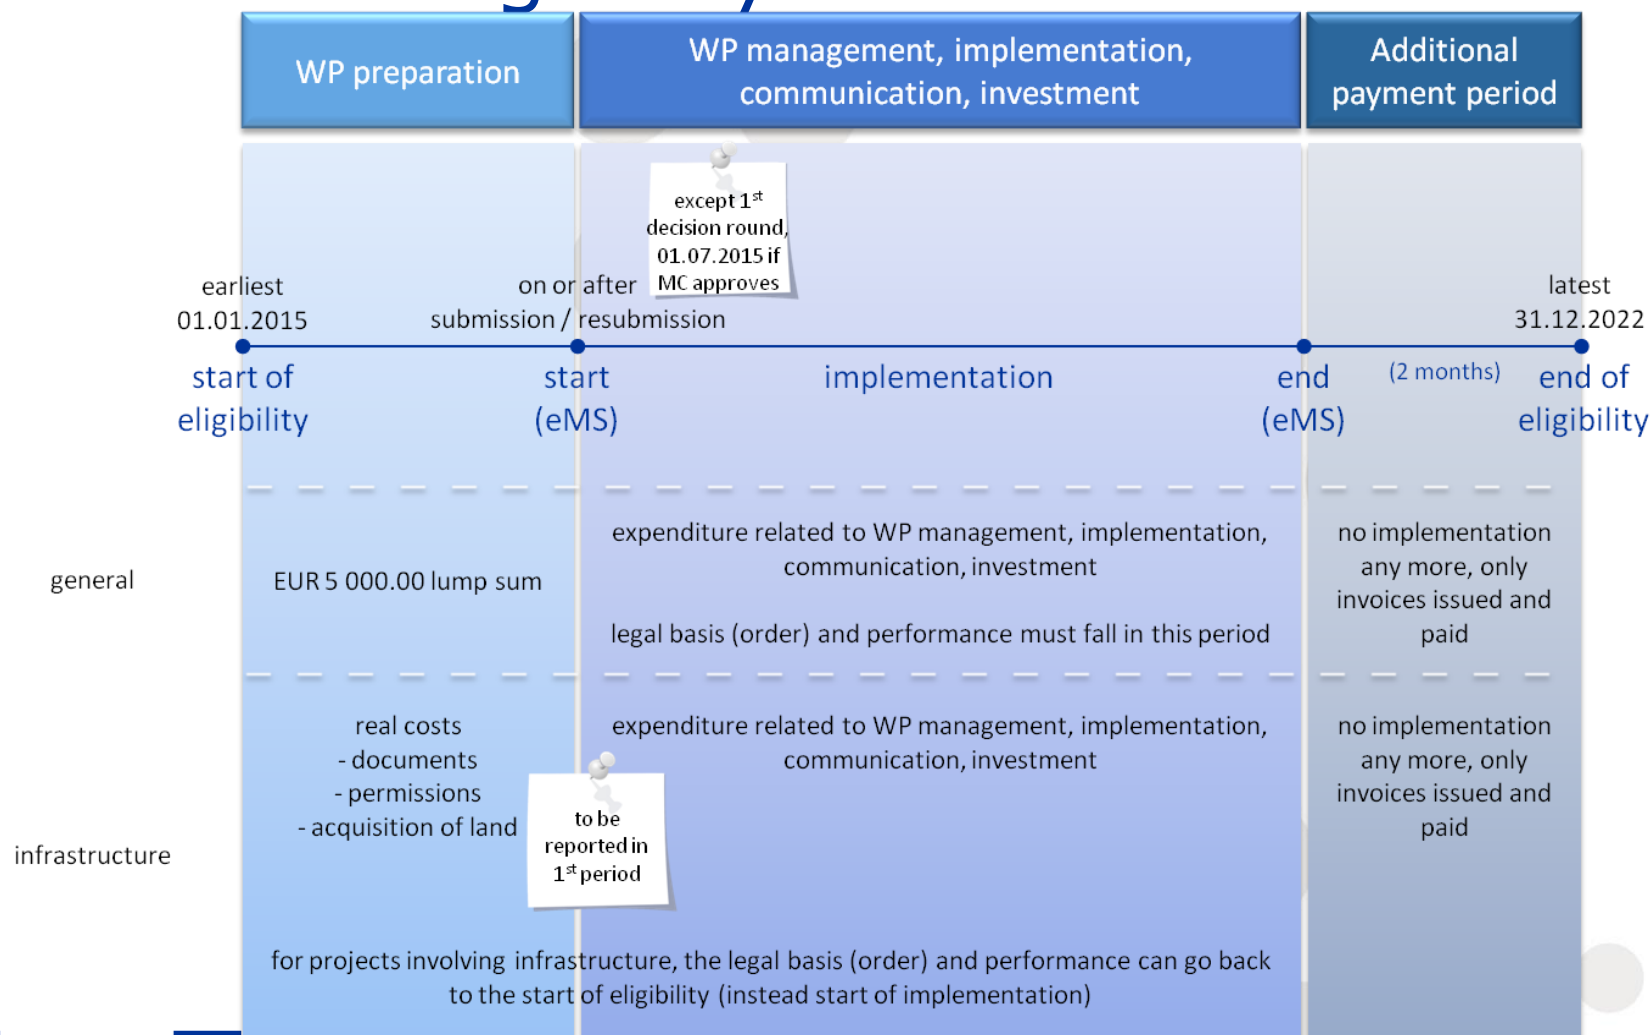 WP preparation
WP management, implementation,
communication, investment
Additional
payment period
except 1st
decision round,
01.07.2015 if
MC approves
earliest
01.01.2015
on or after
submission / resubmission
latest
31.12.2022
start of
eligibility
start
(eMS)
implementation
end
(eMS)
(2 months)
end of
eligibility
general
EUR 5 000.00 lump sum
expenditure related to WP management, implementation,
communication, investment
legal basis (order) and performance must fall in this period
no implementation
any more, only
invoices issued and
paid
infrastructure
real costs
- documents
- permissions
- acquisition of land
to be
reported in
1st period
expenditure related to WP management, implementation,
communication, investment
no implementation
any more, only
invoices issued and
paid
for projects involving infrastructure, the legal basis (order) and performance can go back
to the start of eligibility (instead start of implementation)